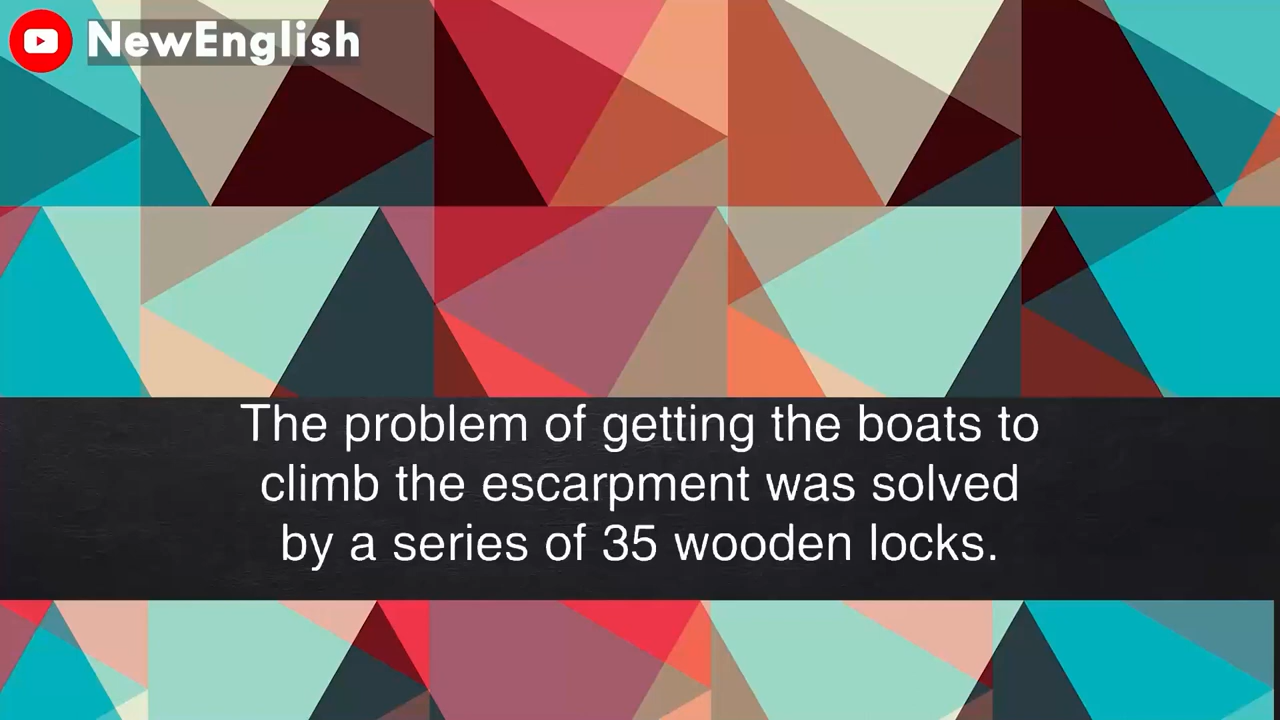 NewEnglish
The problem of getting the boats to
climb the escarpment was solved
by a series of 35 wooden locks.